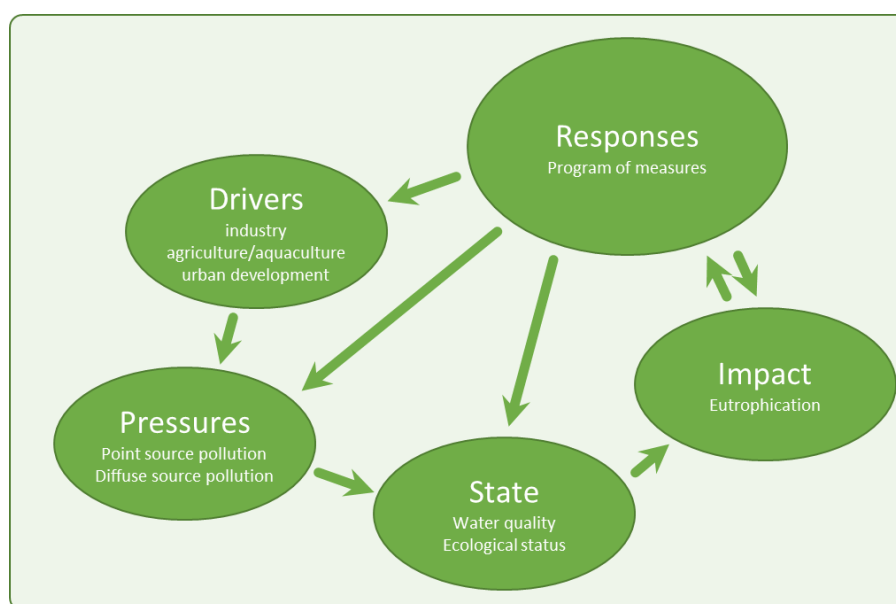 Responses
Program of measures
Drivers
industry
agriculture/aquaculture
urban development
Impact
Eutrophication
Pressures
Point source pollution
Diffuse source pollution
State
Water quality
Ecological status